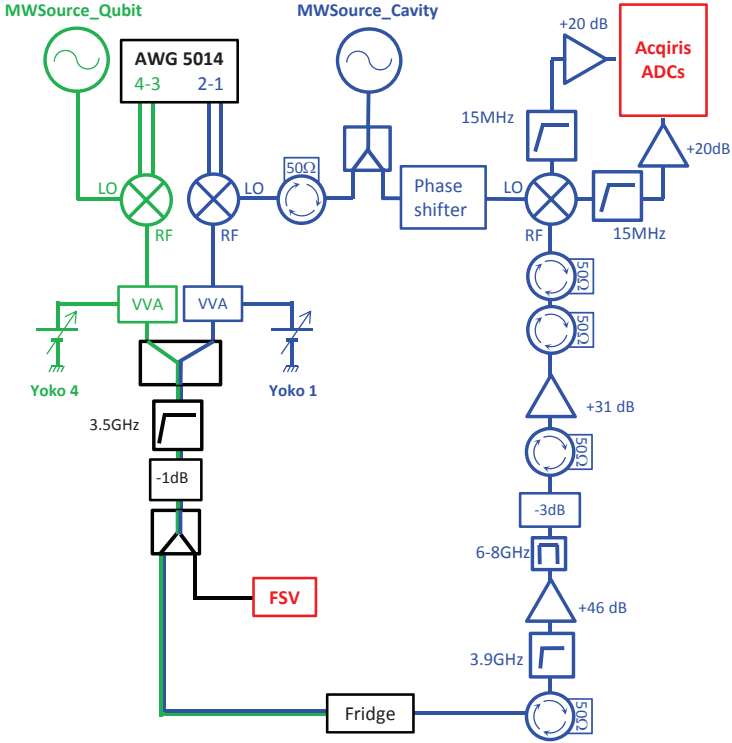 MWSource_Qubit
MWSource_Cavity
+20 dB
Acqiris
ADCs
AWG 5014
4-3
2-1
15MHz
+20dB
50Ω
LO
LO
Phase
shifter
LO
RF
RF
RF
15MHz
50Ω
VVA
VVA
50Ω
Yoko 4
Yoko 1
+31 dB
3.5GHz
50Ω
-1dB
-3dB
6-8GHz
FSV
+46 dB
3.9GHz
Fridge
50Ω